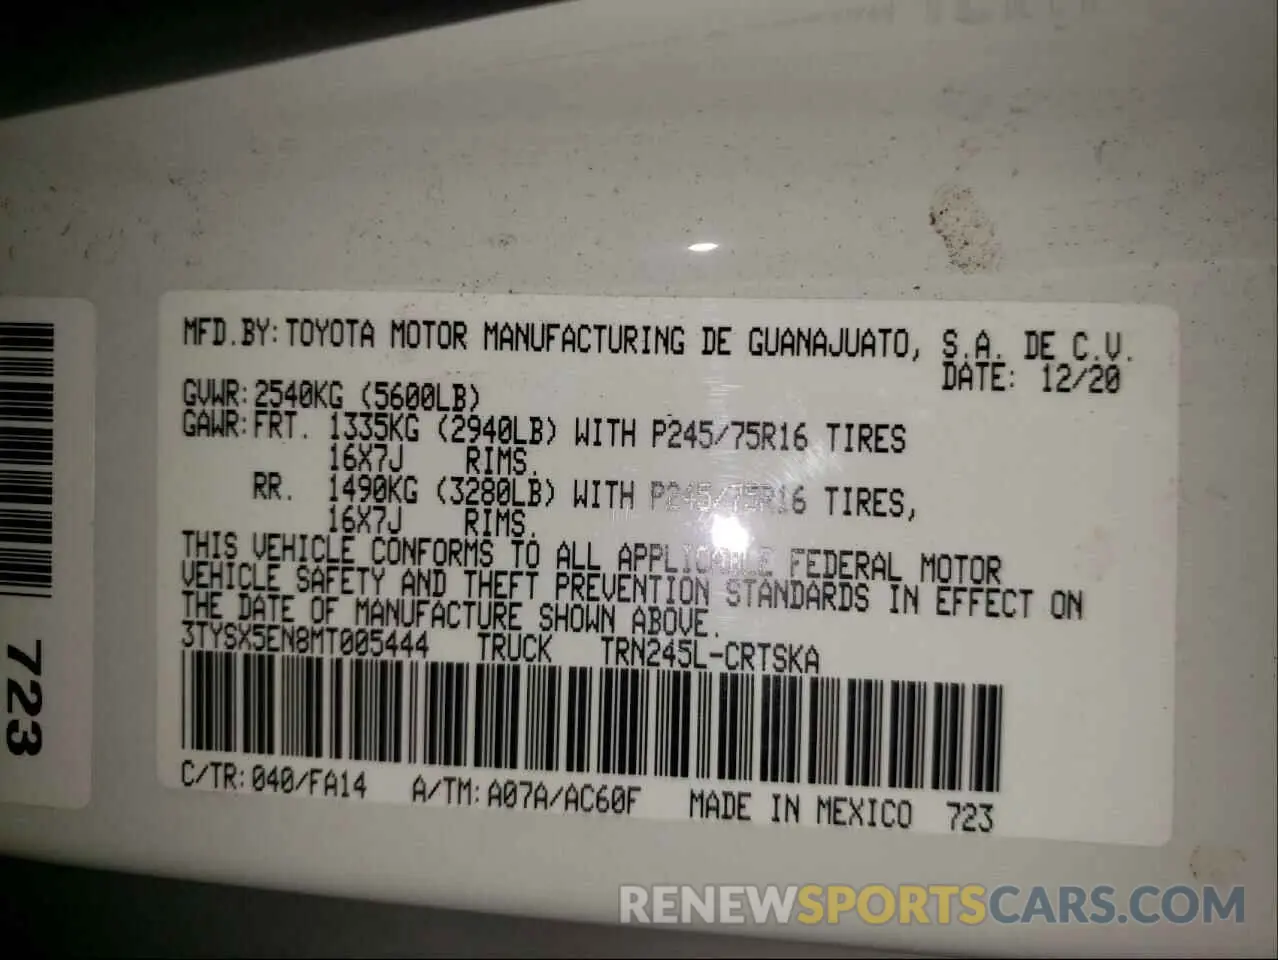 MFD.BY: TOYOTA MOTOR MANUFACTURING DE GUANAJUATO, S.A. DE C.V.
DATE: 12/20
GVWR: 2540KG (5600LB)
GAWR: FRT. 1335KG (2940LB) WITH P245/75R16 TIRES
16X7J RIMS.
RR. 1490KG (3280LB) WITH P245/75R16 TIRES,
16X7J RIMS.
THIS VEHICLE CONFORMS TO ALL APPLICABLE FEDERAL MOTOR
VEHICLE SAFETY AND THEFT PREVENTION STANDARDS IN EFFECT ON
THE DATE OF MANUFACTURE SHOWN ABOVE.
3TYSX5EN8MT005444 TRUCK TRN245L-CRTSKA
C/TR: 040/FA14 A/TM: A07A/AC60F MADE IN MEXICO 723
723
RENEWSPORTSCARS.COM